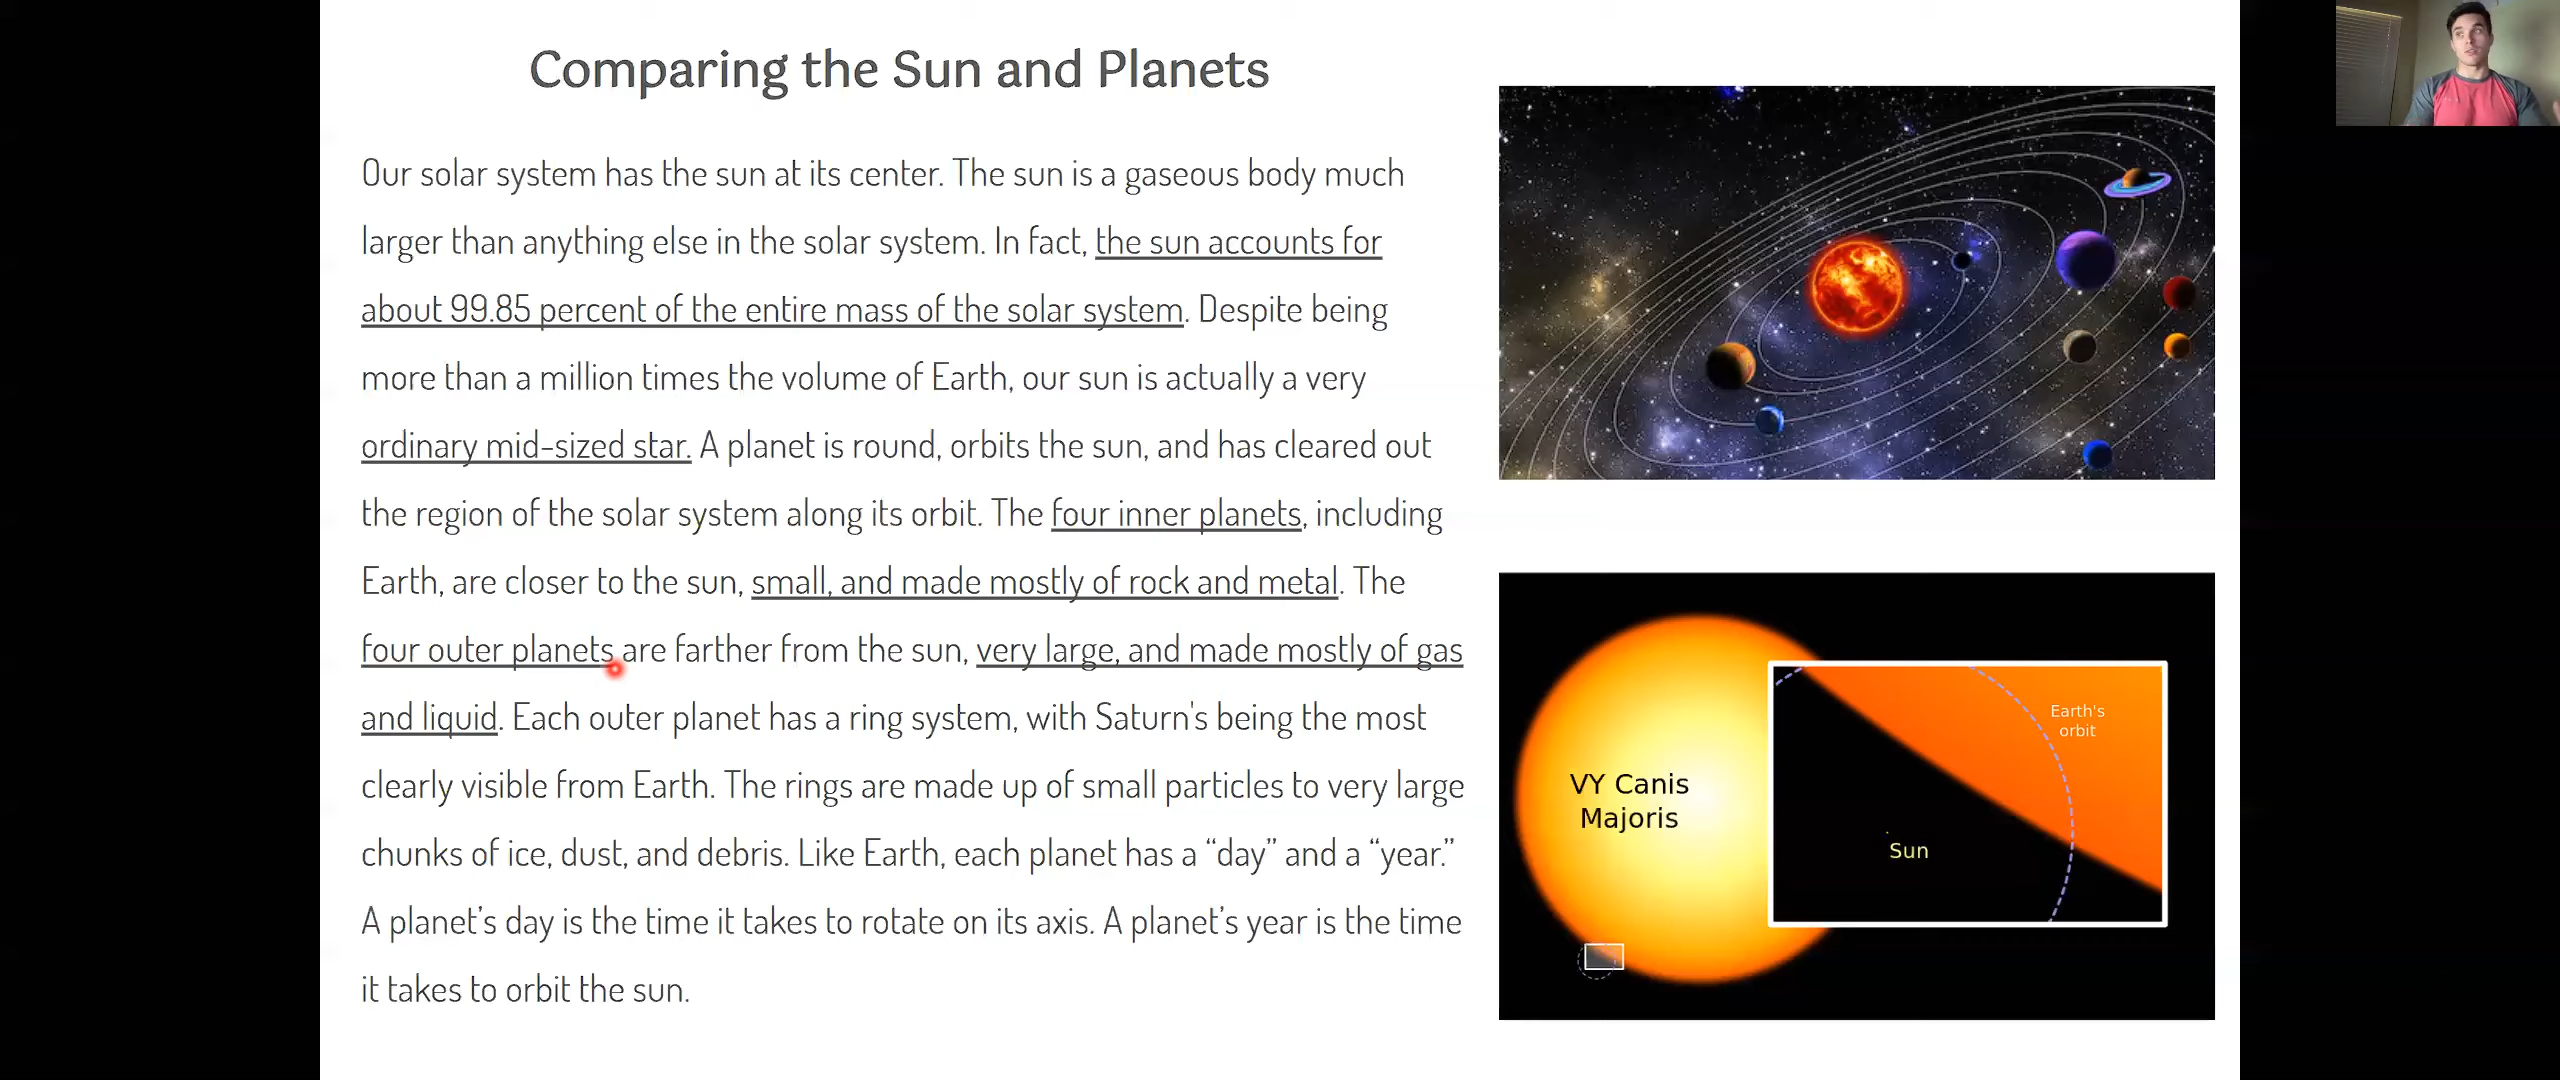 Comparing the Sun and Planets
Our solar system has the sun at its center. The sun is a gaseous body much
larger than anything else in the solar system. In fact, the sun accounts for
about 99.85 percent of the entire mass of the solar system. Despite being
more than a million times the volume of Earth, our sun is actually a very
ordinary mid-sized star. A planet is round, orbits the sun, and has cleared out
the region of the solar system along its orbit. The four inner planets, including
Earth, are closer to the sun, small, and made mostly of rock and metal. The
four outer planets are farther from the sun, very large, and made mostly of gas
and liquid. Each outer planet has a ring system, with Saturn's being the most
clearly visible from Earth. The rings are made up of small particles to very large
chunks of ice, dust, and debris. Like Earth, each planet has a “day” and a “year.”
A planet’s day is the time it takes to rotate on its axis. A planet’s year is the time
it takes to orbit the sun.
Earth's
orbit
VY Canis
Majoris
Sun